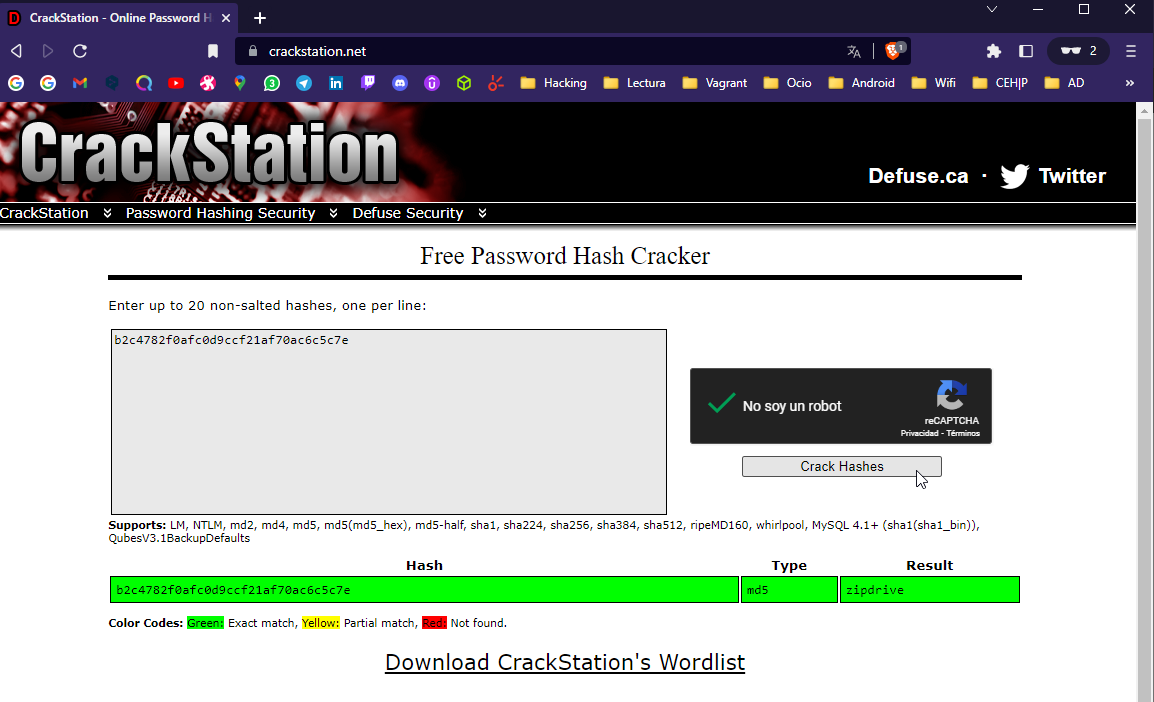 CrackStation - Online Password H
crackstation.net
1
2
3
Hacking
Lectura
Vagrant
Ocio
Android
Wifi
CEH|P
AD
»
CrackStation
Defuse.ca · Twitter
CrackStation
Password Hashing Security
Defuse Security
Free Password Hash Cracker
Enter up to 20 non-salted hashes, one per line:
b2c4782f0afc0d9ccf21af70ac6c5c7e
No soy un robot
reCAPTCHA
Privacidad - Términos
Crack Hashes
Supports: LM, NTLM, md2, md4, md5, md5(md5_hex), md5-half, sha1, sha224, sha256, sha384, sha512, ripeMD160, whirlpool, MySQL 4.1+ (sha1(sha1_bin)),
QubesV3.1BackupDefaults
Hash Type Result
b2c4782f0afc0d9ccf21af70ac6c5c7e md5 zipdrive
Color Codes: Green: Exact match, Yellow: Partial match, Red: Not found.
Download CrackStation's Wordlist